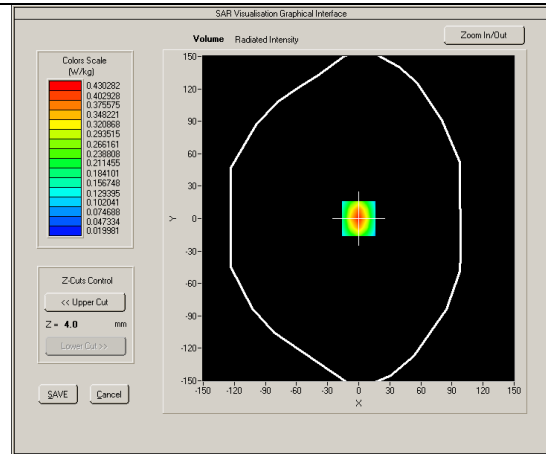 SAR Visualisation Graphical Interface
Volume Radiated Intensity
Zoom In/Out
Colors Scale
(W/kg)
0.430282
0.402928
0.375575
0.348221
0.320868
0.293515
0.266161
0.238808
0.211455
0.184101
0.156748
0.129395
0.102041
0.074688
0.047334
0.019981
Z-Cuts Control
<< Upper Cut
Z = 4.0 mm
Lower Cut >>
SAVE Cancel
150
120
90
60
30
0
-30
-60
-90
-120
-150
Y
-150 -120 -90 -60 -30 0 30 60 90 120 150
X